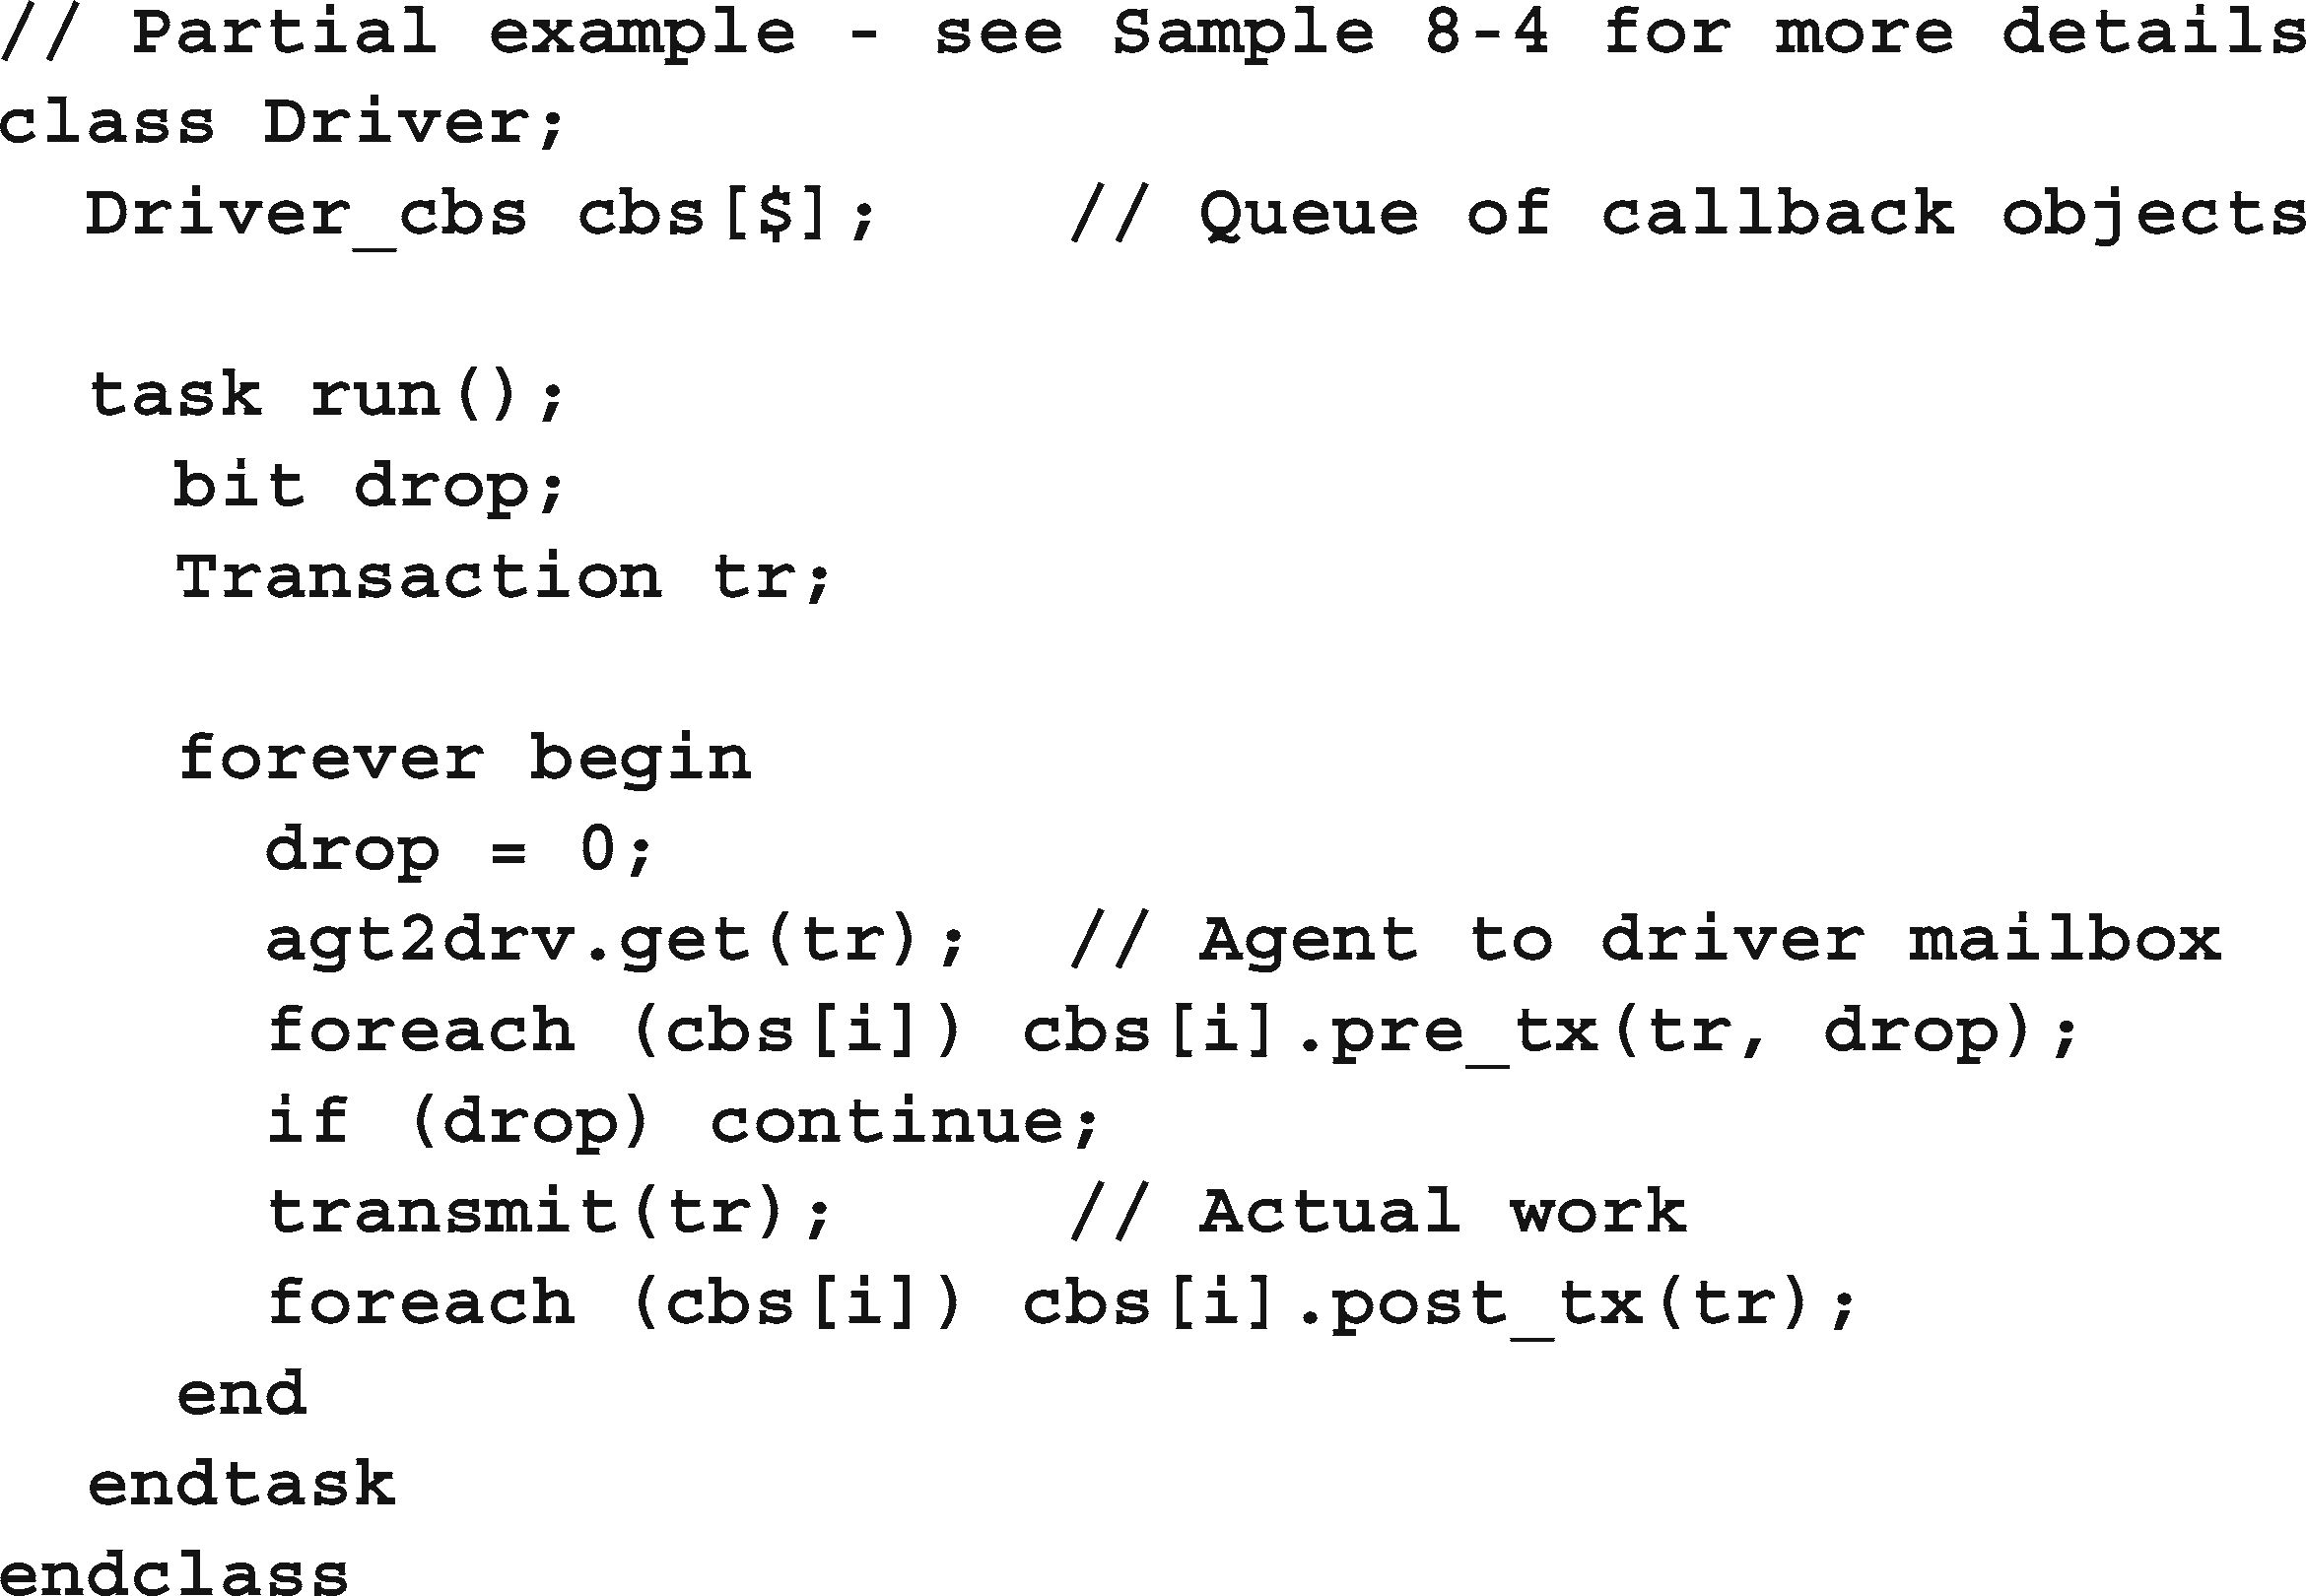 // Partial example - see Sample 8-4 for more details
class Driver;
  Driver_cbs cbs[$];    // Queue of callback objects

  task run();
    bit drop;
    Transaction tr;

    forever begin
      drop = 0;
      agt2drv.get(tr);  // Agent to driver mailbox
      foreach (cbs[i]) cbs[i].pre_tx(tr, drop);
      if (drop) continue;
      transmit(tr);     // Actual work
      foreach (cbs[i]) cbs[i].post_tx(tr);
    end
  endtask
endclass